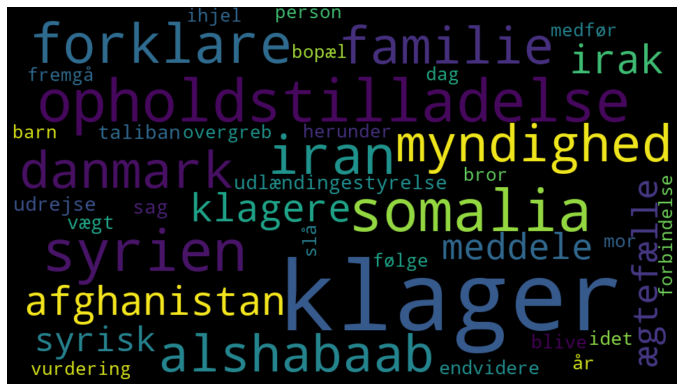 ihjel person
forklare familie medfør
bopæl irak
fremgå dag
opholdstilladelse
barn taliban overgreb herunder myndighed
danmark iran
udlændingestyrelse bror
udrejse sag klagere somalia
vægt
syrien slå meddele mor
følge klager
ægtefælle
forbindelse
afghanistan
syrisk alshabaab blive idet
vurdering endvidere år